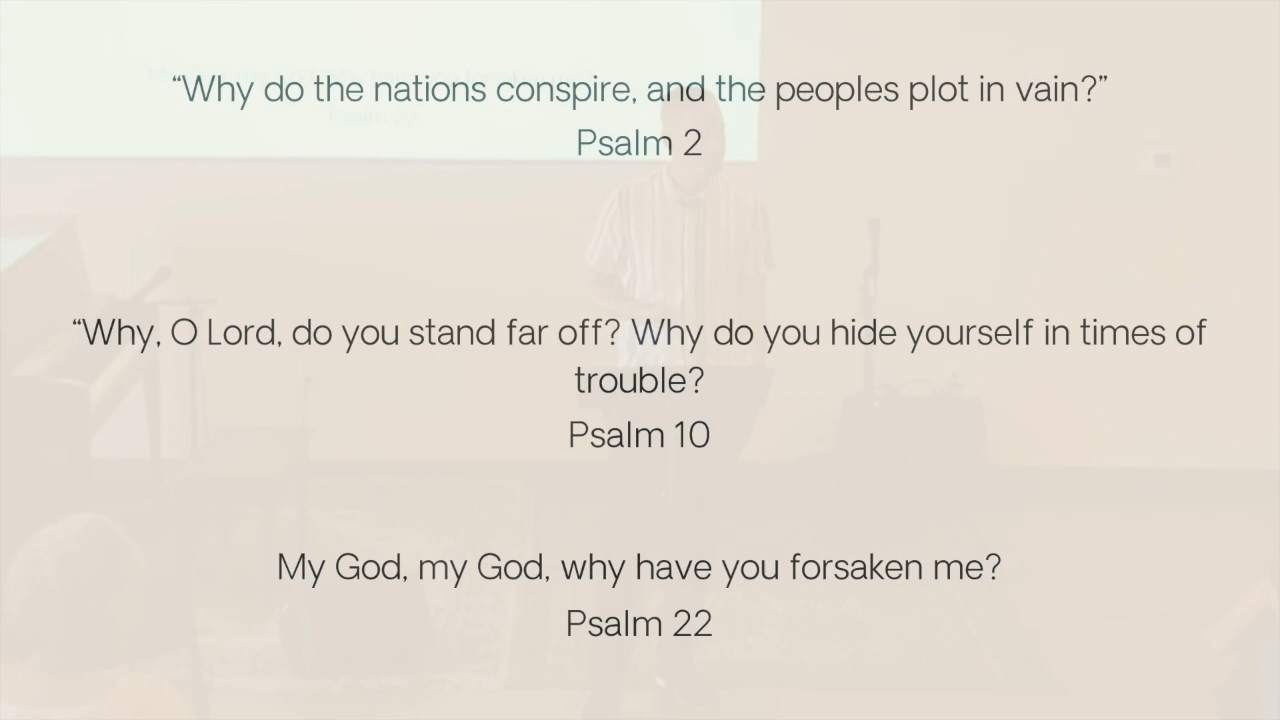 “Why do the nations conspire, and the peoples plot in vain?”
Psalm 2
“Why, O Lord, do you stand far off? Why do you hide yourself in times of
trouble?
Psalm 10
My God, my God, why have you forsaken me?
Psalm 22